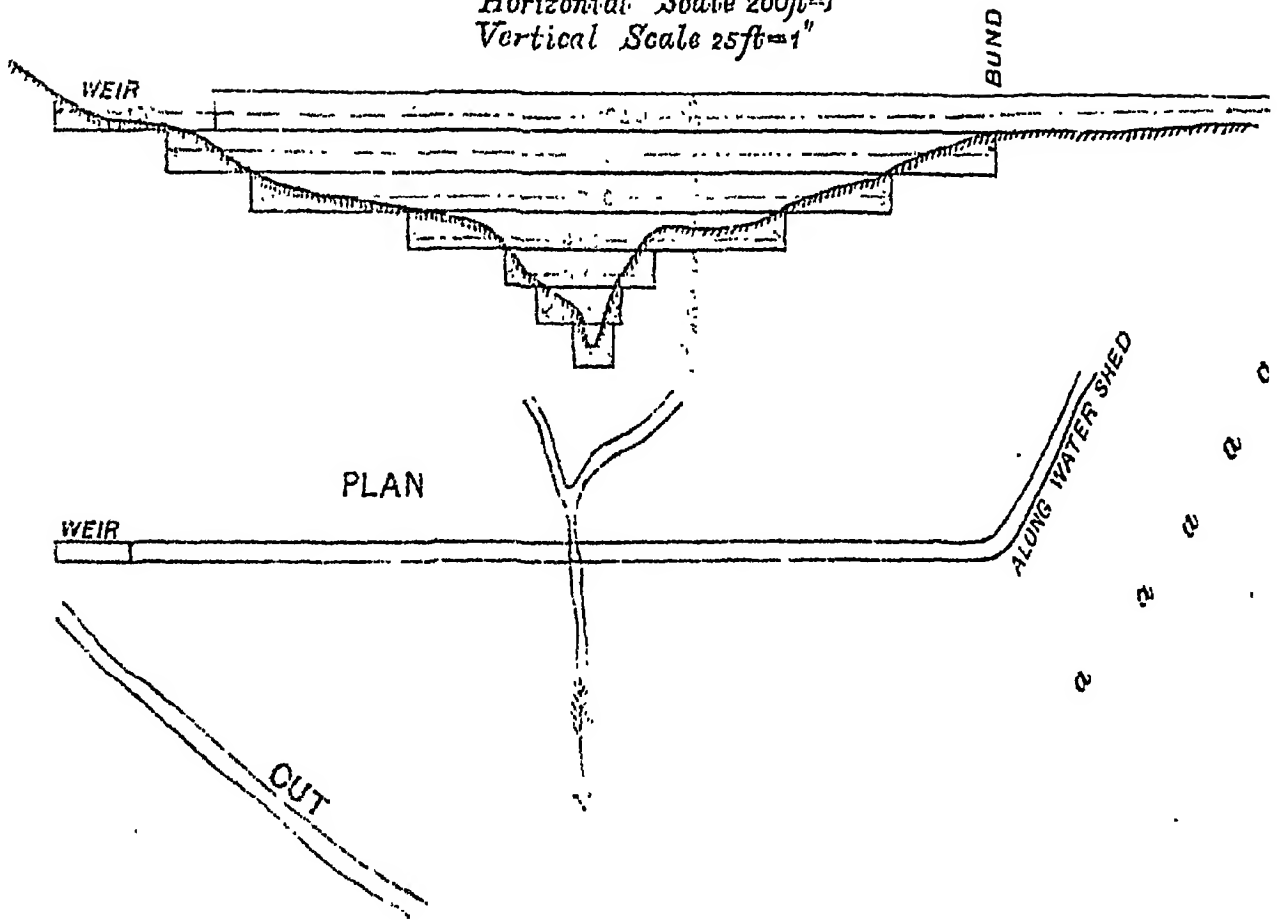 Horizontal Scale 200ft=1"
Vertical Scale 25ft=1"
BUND
WEIR
PLAN
WEIR
ALONG WATER SHED
a
a
a
a
a
CUT